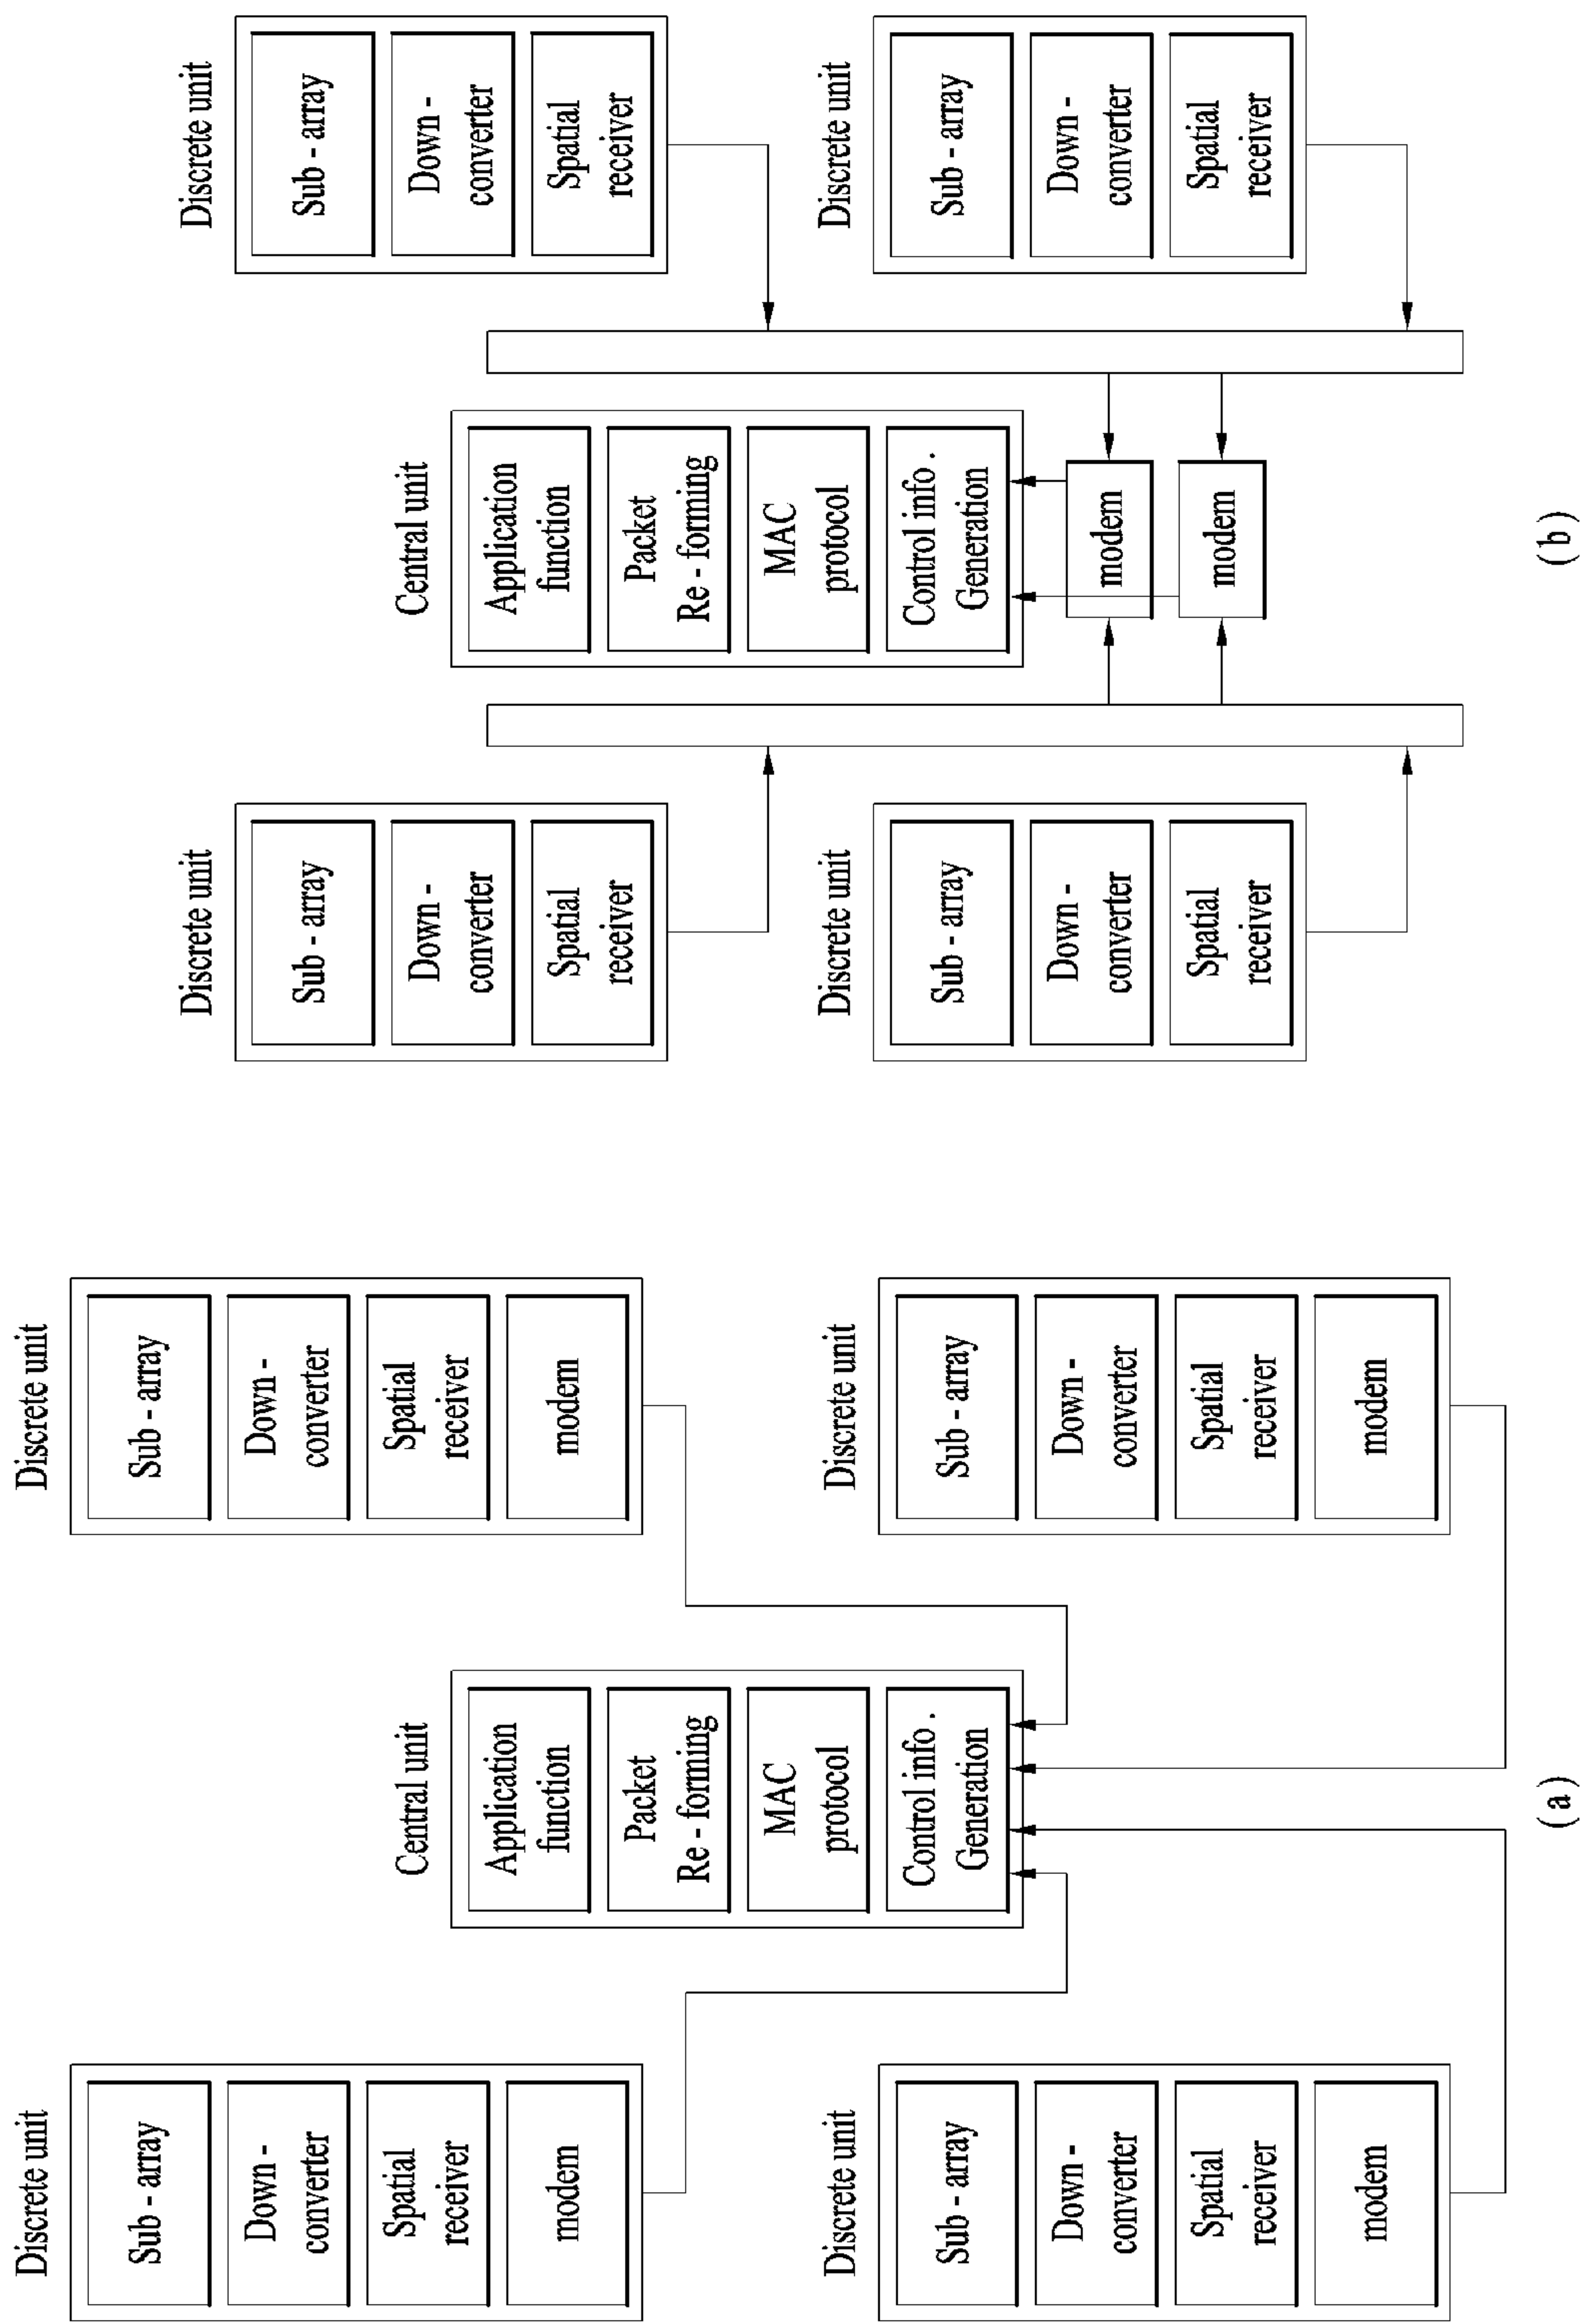 Discrete unit
Sub - array
Down -
converter
Spatial
receiver
modem
Discrete unit
Sub - array
Down -
converter
Spatial
receiver
modem
Central unit
Application
function
Packet
Re - forming
MAC
protocol
Control info .
Generation
Discrete unit
Sub - array
Down -
converter
Spatial
receiver
modem
Discrete unit
Sub - array
Down -
converter
Spatial
receiver
modem
( a )
Discrete unit
Sub - array
Down -
converter
Spatial
receiver
Discrete unit
Sub - array
Down -
converter
Spatial
receiver
Central unit
Application
function
Packet
Re - forming
MAC
protocol
Control info .
Generation
modem
modem
Discrete unit
Sub - array
Down -
converter
Spatial
receiver
Discrete unit
Sub - array
Down -
converter
Spatial
receiver
( b )